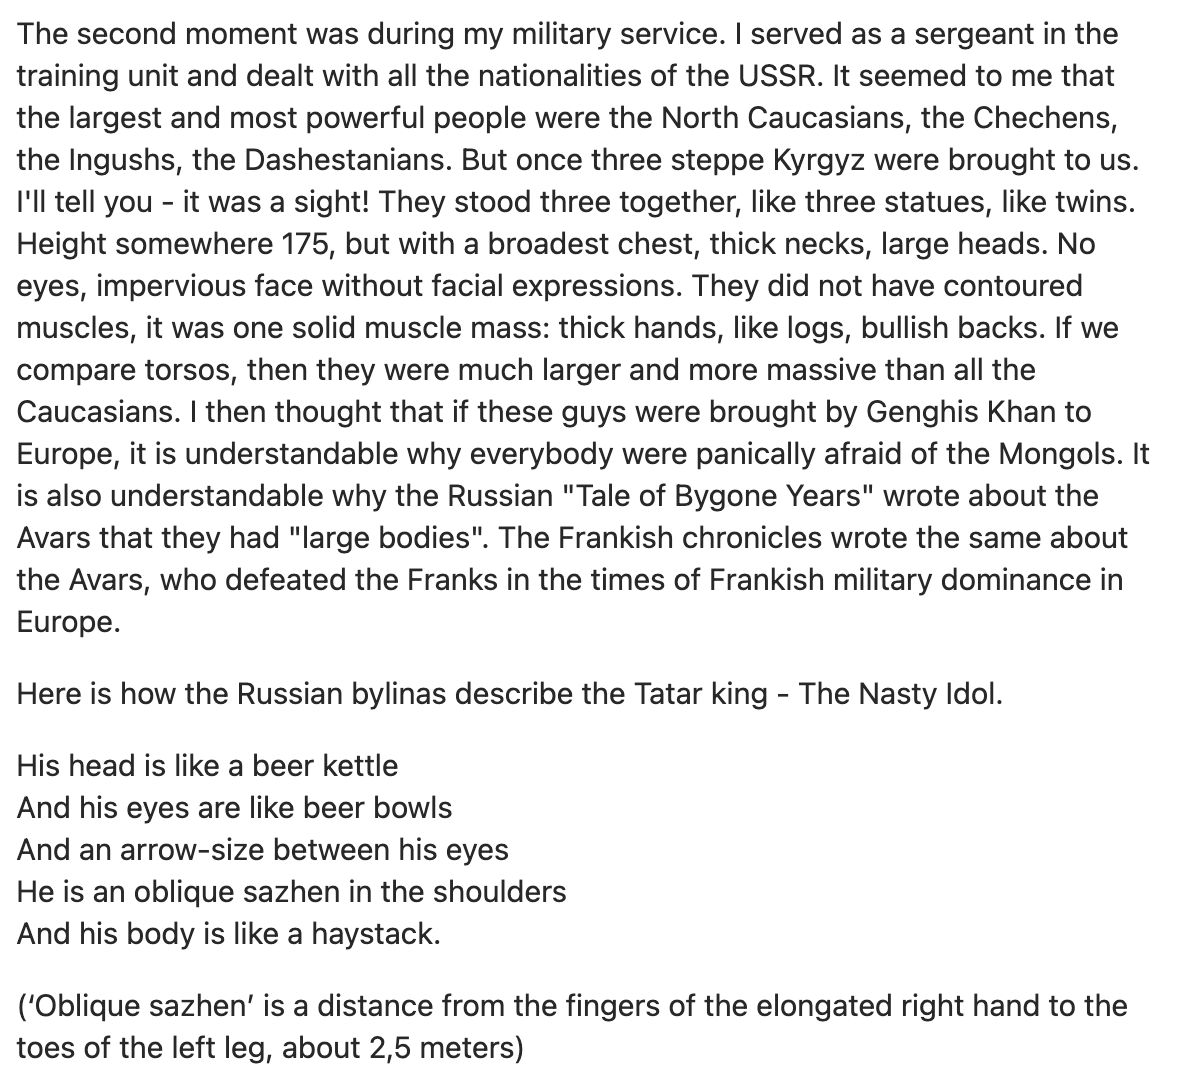 The second moment was during my military service. I served as a sergeant in the
training unit and dealt with all the nationalities of the USSR. It seemed to me that
the largest and most powerful people were the North Caucasians, the Chechens,
the Ingushs, the Dashestanians. But once three steppe Kyrgyz were brought to us.
I'll tell you - it was a sight! They stood three together, like three statues, like twins.
Height somewhere 175, but with a broadest chest, thick necks, large heads. No
eyes, impervious face without facial expressions. They did not have contoured
muscles, it was one solid muscle mass: thick hands, like logs, bullish backs. If we
compare torsos, then they were much larger and more massive than all the
Caucasians. I then thought that if these guys were brought by Genghis Khan to
Europe, it is understandable why everybody were panically afraid of the Mongols. It
is also understandable why the Russian "Tale of Bygone Years" wrote about the
Avars that they had "large bodies". The Frankish chronicles wrote the same about
the Avars, who defeated the Franks in the times of Frankish military dominance in
Europe.
Here is how the Russian bylinas describe the Tatar king - The Nasty Idol.
His head is like a beer kettle
And his eyes are like beer bowls
And an arrow-size between his eyes
He is an oblique sazhen in the shoulders
And his body is like a haystack.
(‘Oblique sazhen’ is a distance from the fingers of the elongated right hand to the
toes of the left leg, about 2,5 meters)